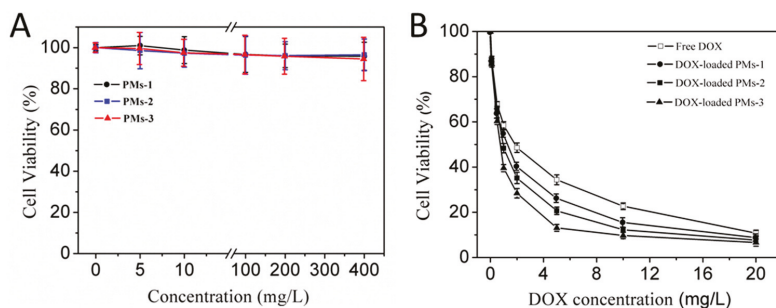 A
Cell Viability (%)
120
100
80
60
40
20
0
PMs-1
PMs-2
PMs-3
0 5 10 100 200 300 400
Concentration (mg/L)
B
Cell Viability (%)
100
80
60
40
20
0
Free DOX
DOX-loaded PMs-1
DOX-loaded PMs-2
DOX-loaded PMs-3
0 4 8 12 16 20
DOX concentration (mg/L)